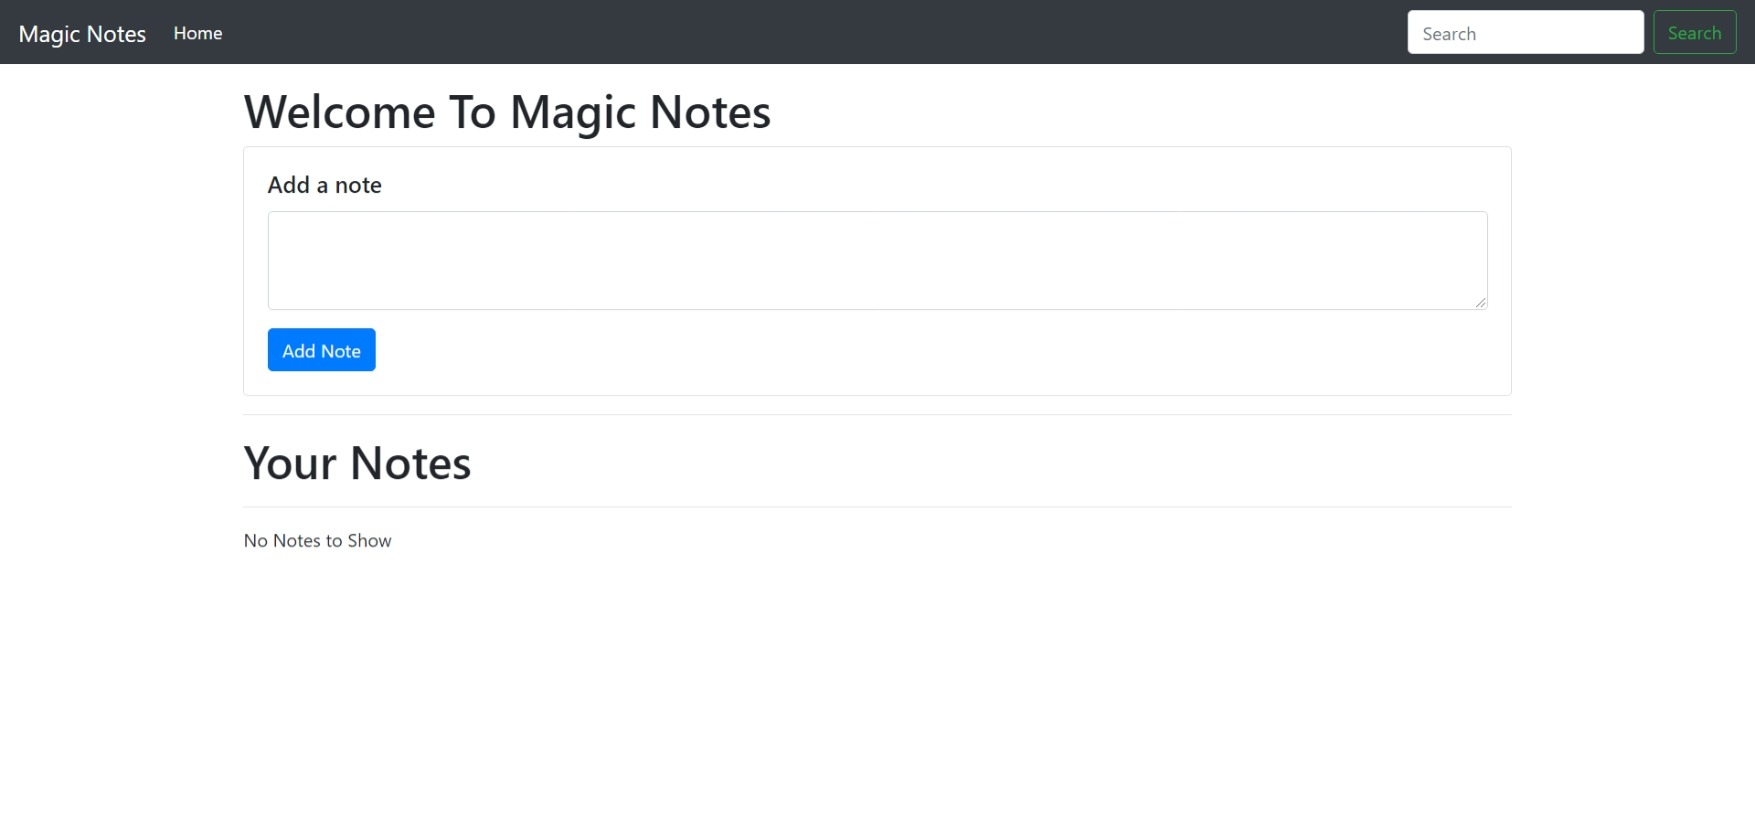 Magic Notes Home Search Search
Welcome To Magic Notes
Add a note
Add Note
Your Notes
No Notes to Show